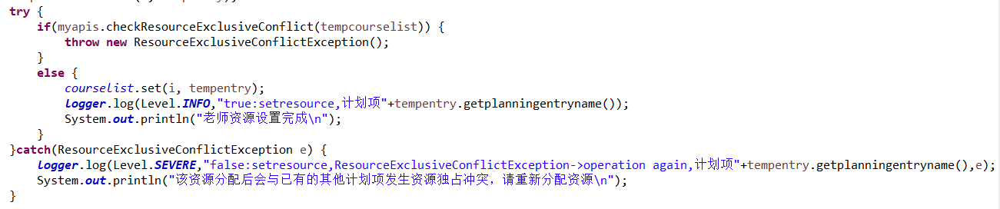 try {
    if(myapis.checkResourceExclusiveConflict(tempcourselist)) {
        throw new ResourceExclusiveConflictException();
    }
    else {
        courselist.set(i, tempentry);
        logger.log(Level.INFO,"true:setresource,计划项"+tempentry.getplanningentryname());
        System.out.println("老师资源设置完成\n");
    }
}catch(ResourceExclusiveConflictException e) {
    logger.log(Level.SEVERE,"false:setresource,ResourceExclusiveConflictException->operation again,计划项"+tempentry.getplanningentryname(),e);
    System.out.println("该资源分配后会与已有的其他计划项发生资源独占冲突，请重新分配资源\n");
}